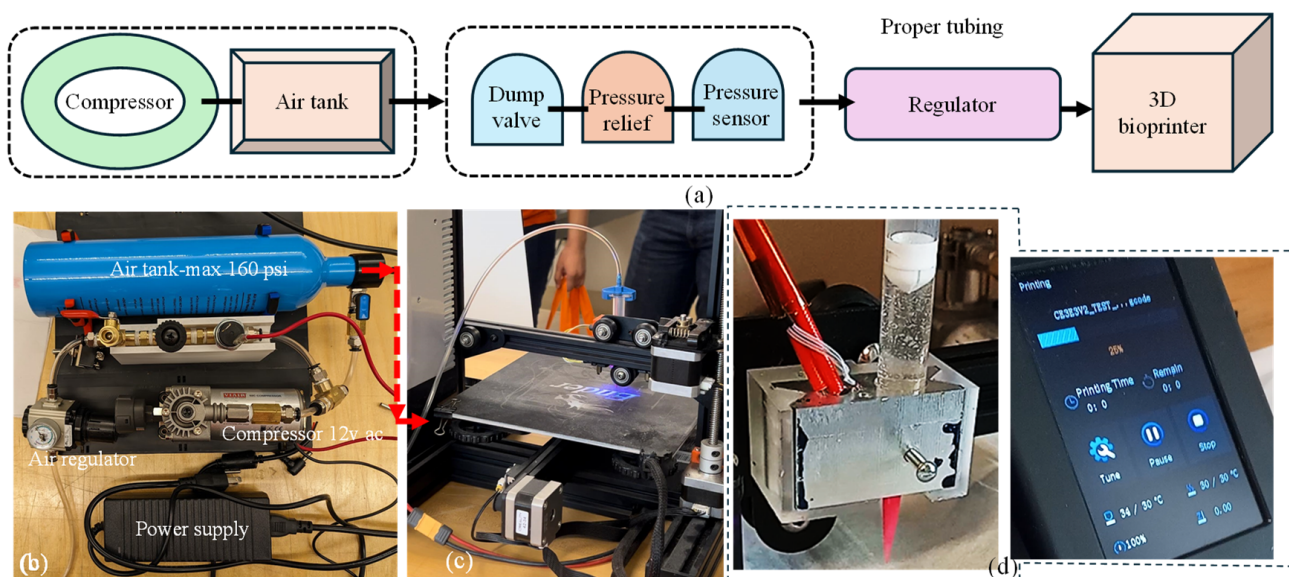 Proper tubing
Compressor
Air tank
Dump
valve
Pressure
relief
Pressure
sensor
Regulator
3D
bioprinter
(a)
Air tank-max 160 psi
Compressor 12v ac
Air regulator
Power supply
(b)
(c)
Printing
CE3E3V2_TEST_...gcode
25%
Printing Time
0: 0
Remain
0: 0
Tune
Pause
Stop
34 / 30 °C
30 / 30 °C
0.00
100%
(d)